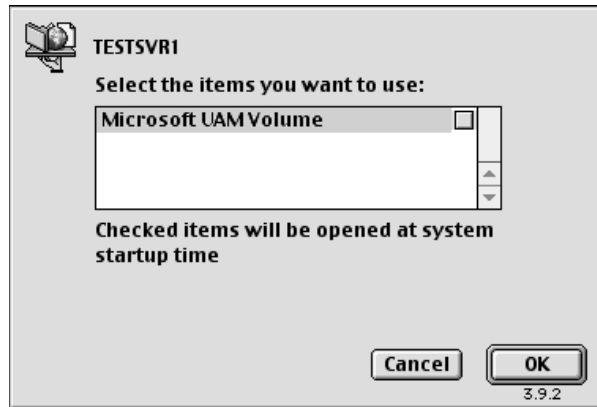 TESTSVR1
Select the items you want to use:
Microsoft UAM Volume
Checked items will be opened at system
startup time
Cancel
OK
3.9.2